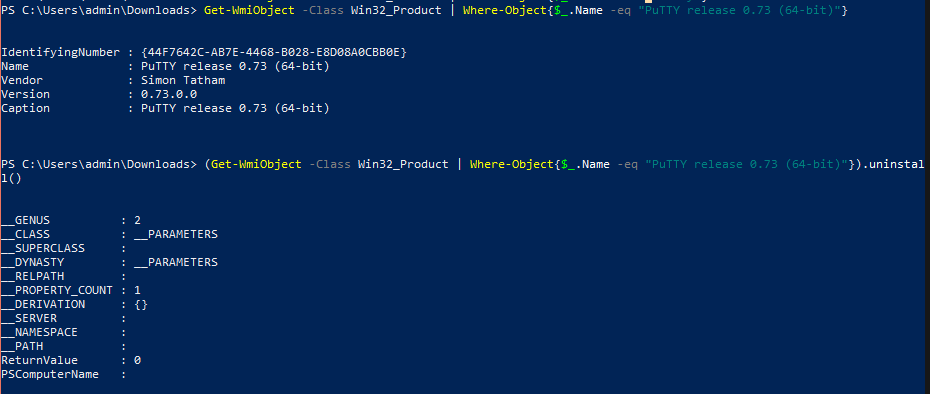 PS C:\Users\admin\Downloads> Get-WmiObject -Class Win32_Product | Where-Object{$_.Name -eq "PuTTY release 0.73 (64-bit)"}
IdentifyingNumber : {44F7642C-AB7E-4468-B028-E8D08A0CBB0E}
Name : PuTTY release 0.73 (64-bit)
Vendor : Simon Tatham
Version : 0.73.0.0
Caption : PuTTY release 0.73 (64-bit)
PS C:\Users\admin\Downloads> (Get-WmiObject -Class Win32_Product | Where-Object{$_.Name -eq "PuTTY release 0.73 (64-bit)"}).uninstal
l()
__GENUS : 2
__CLASS : __PARAMETERS
__SUPERCLASS :
__DYNASTY : __PARAMETERS
__RELPATH :
__PROPERTY_COUNT : 1
__DERIVATION : {}
__SERVER :
__NAMESPACE :
__PATH :
ReturnValue : 0
PSComputerName :